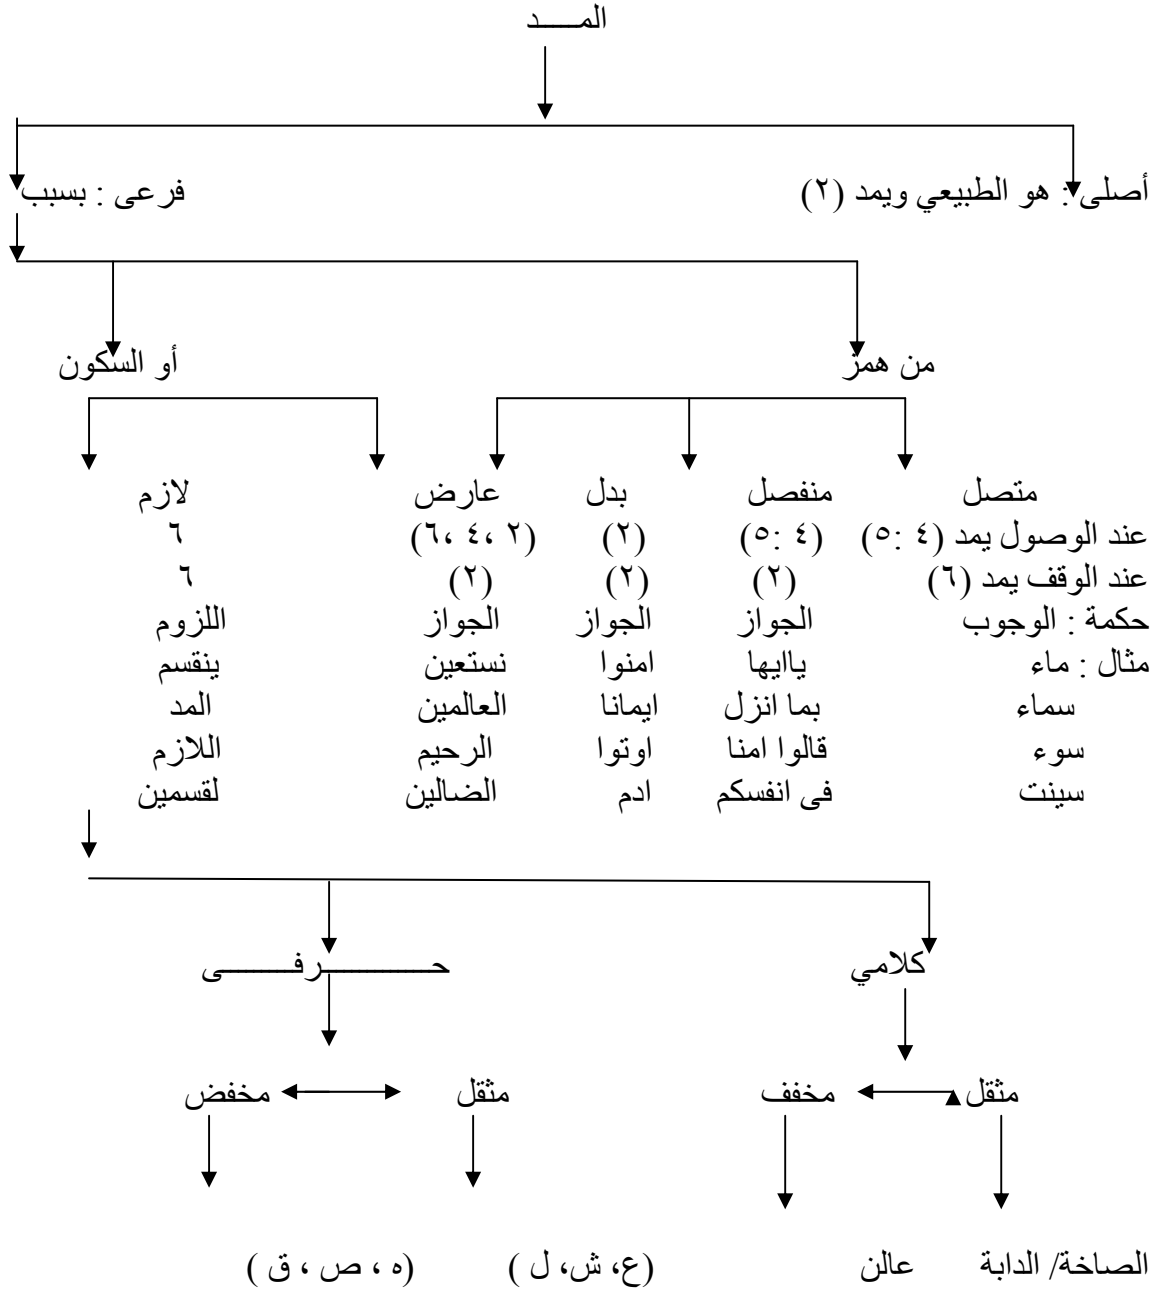 المـــــد
أصلى : هو الطبيعي ويمد (٢) فرعى : بسبب
من همز أو السكون
متصل منفصل بدل عارض لازم
عند الوصول يمد (٤ :٥) (٤ :٥) (٢) (٢ ،٤ ،٦) ٦
عند الوقف يمد (٦) (٢) (٢) (٢) ٦
حكمة : الوجوب الجواز الجواز الجواز اللزوم
مثال : ماء ياايها امنوا نستعين ينقسم
سماء بما انزل ايمانا العالمين المد
سوء قالوا امنا اوتوا الرحيم اللازم
سينت فى انفسكم ادم الضالين لقسمين
كلامي حـــــــرفـــــــى
مثقل مخفف مثقل مخفض
الصاخة/ الدابة عالن (ع، ش، ل ) (ه ، ص ، ق )